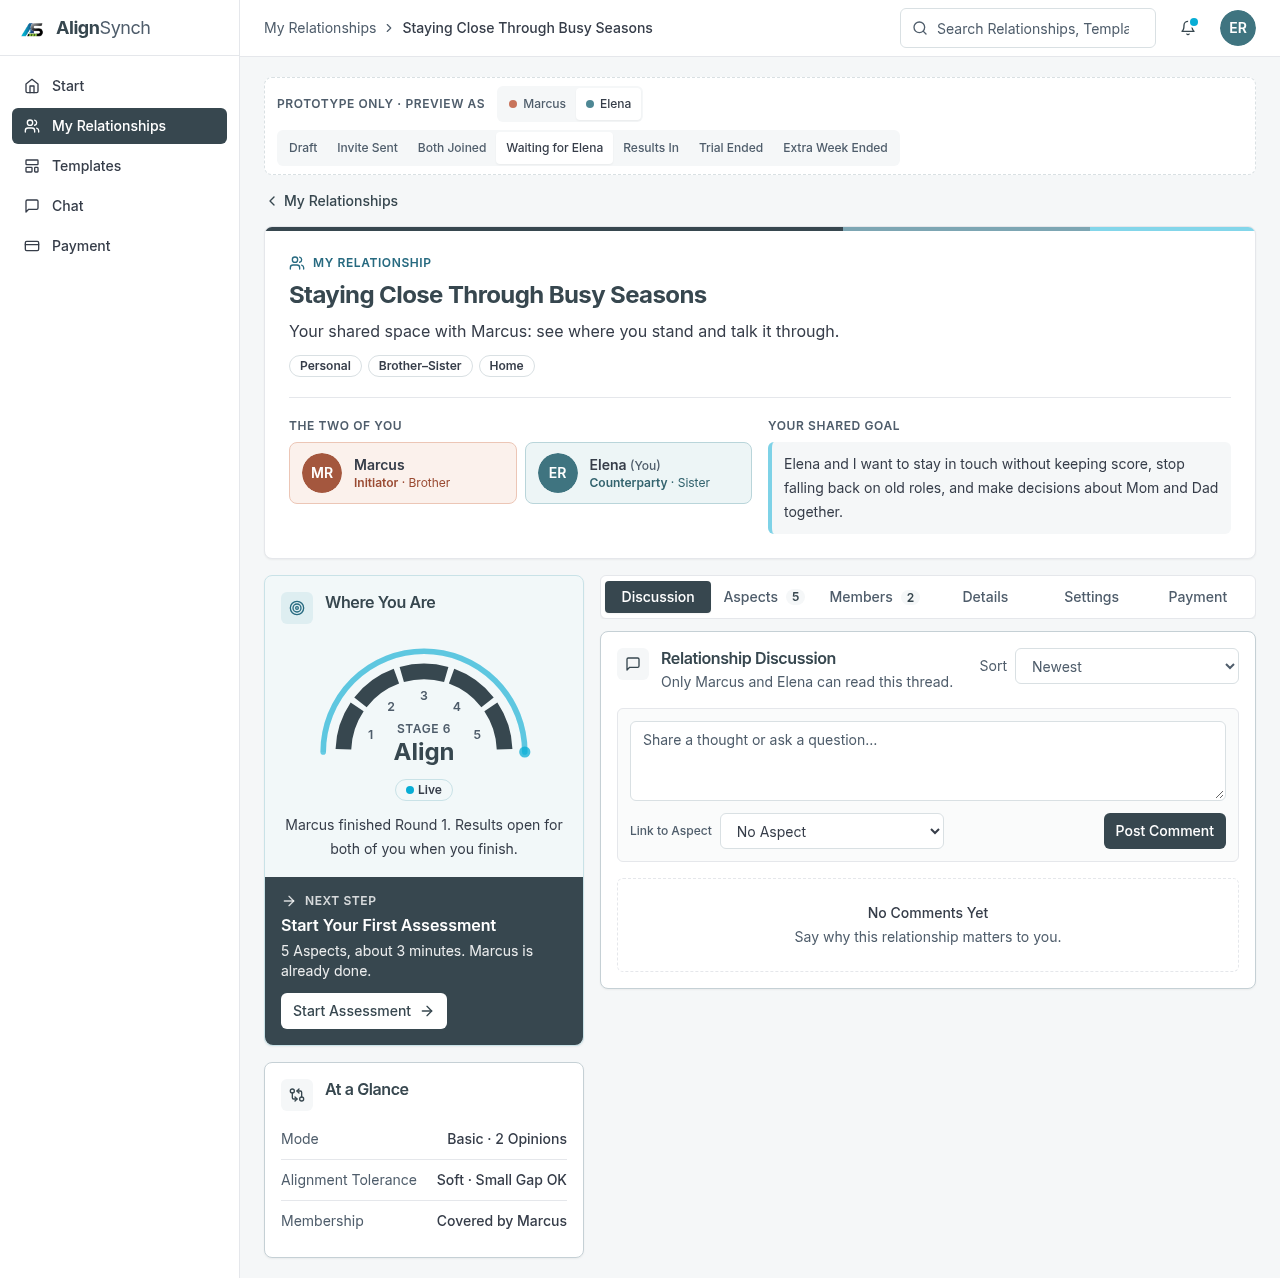 AlignSynch
Start
My Relationships
Templates
Chat
Payment
My Relationships > Staying Close Through Busy Seasons
Search Relationships, Templa
ER
PROTOTYPE ONLY · PREVIEW AS
Marcus
Elena
Draft
Invite Sent
Both Joined
Waiting for Elena
Results In
Trial Ended
Extra Week Ended
My Relationships
MY RELATIONSHIP
Staying Close Through Busy Seasons
Your shared space with Marcus: see where you stand and talk it through.
Personal
Brother–Sister
Home
THE TWO OF YOU
MR
Marcus
Initiator · Brother
ER
Elena (You)
Counterparty · Sister
YOUR SHARED GOAL
Elena and I want to stay in touch without keeping score, stop
falling back on old roles, and make decisions about Mom and Dad
together.
Where You Are
1
2
3
4
5
STAGE 6
Align
Live
Marcus finished Round 1. Results open for
both of you when you finish.
NEXT STEP
Start Your First Assessment
5 Aspects, about 3 minutes. Marcus is
already done.
Start Assessment
At a Glance
Mode
Basic · 2 Opinions
Alignment Tolerance
Soft · Small Gap OK
Membership
Covered by Marcus
Discussion
Aspects 5
Members 2
Details
Settings
Payment
Relationship Discussion
Only Marcus and Elena can read this thread.
Sort
Newest
Share a thought or ask a question...
Link to Aspect
No Aspect
Post Comment
No Comments Yet
Say why this relationship matters to you.